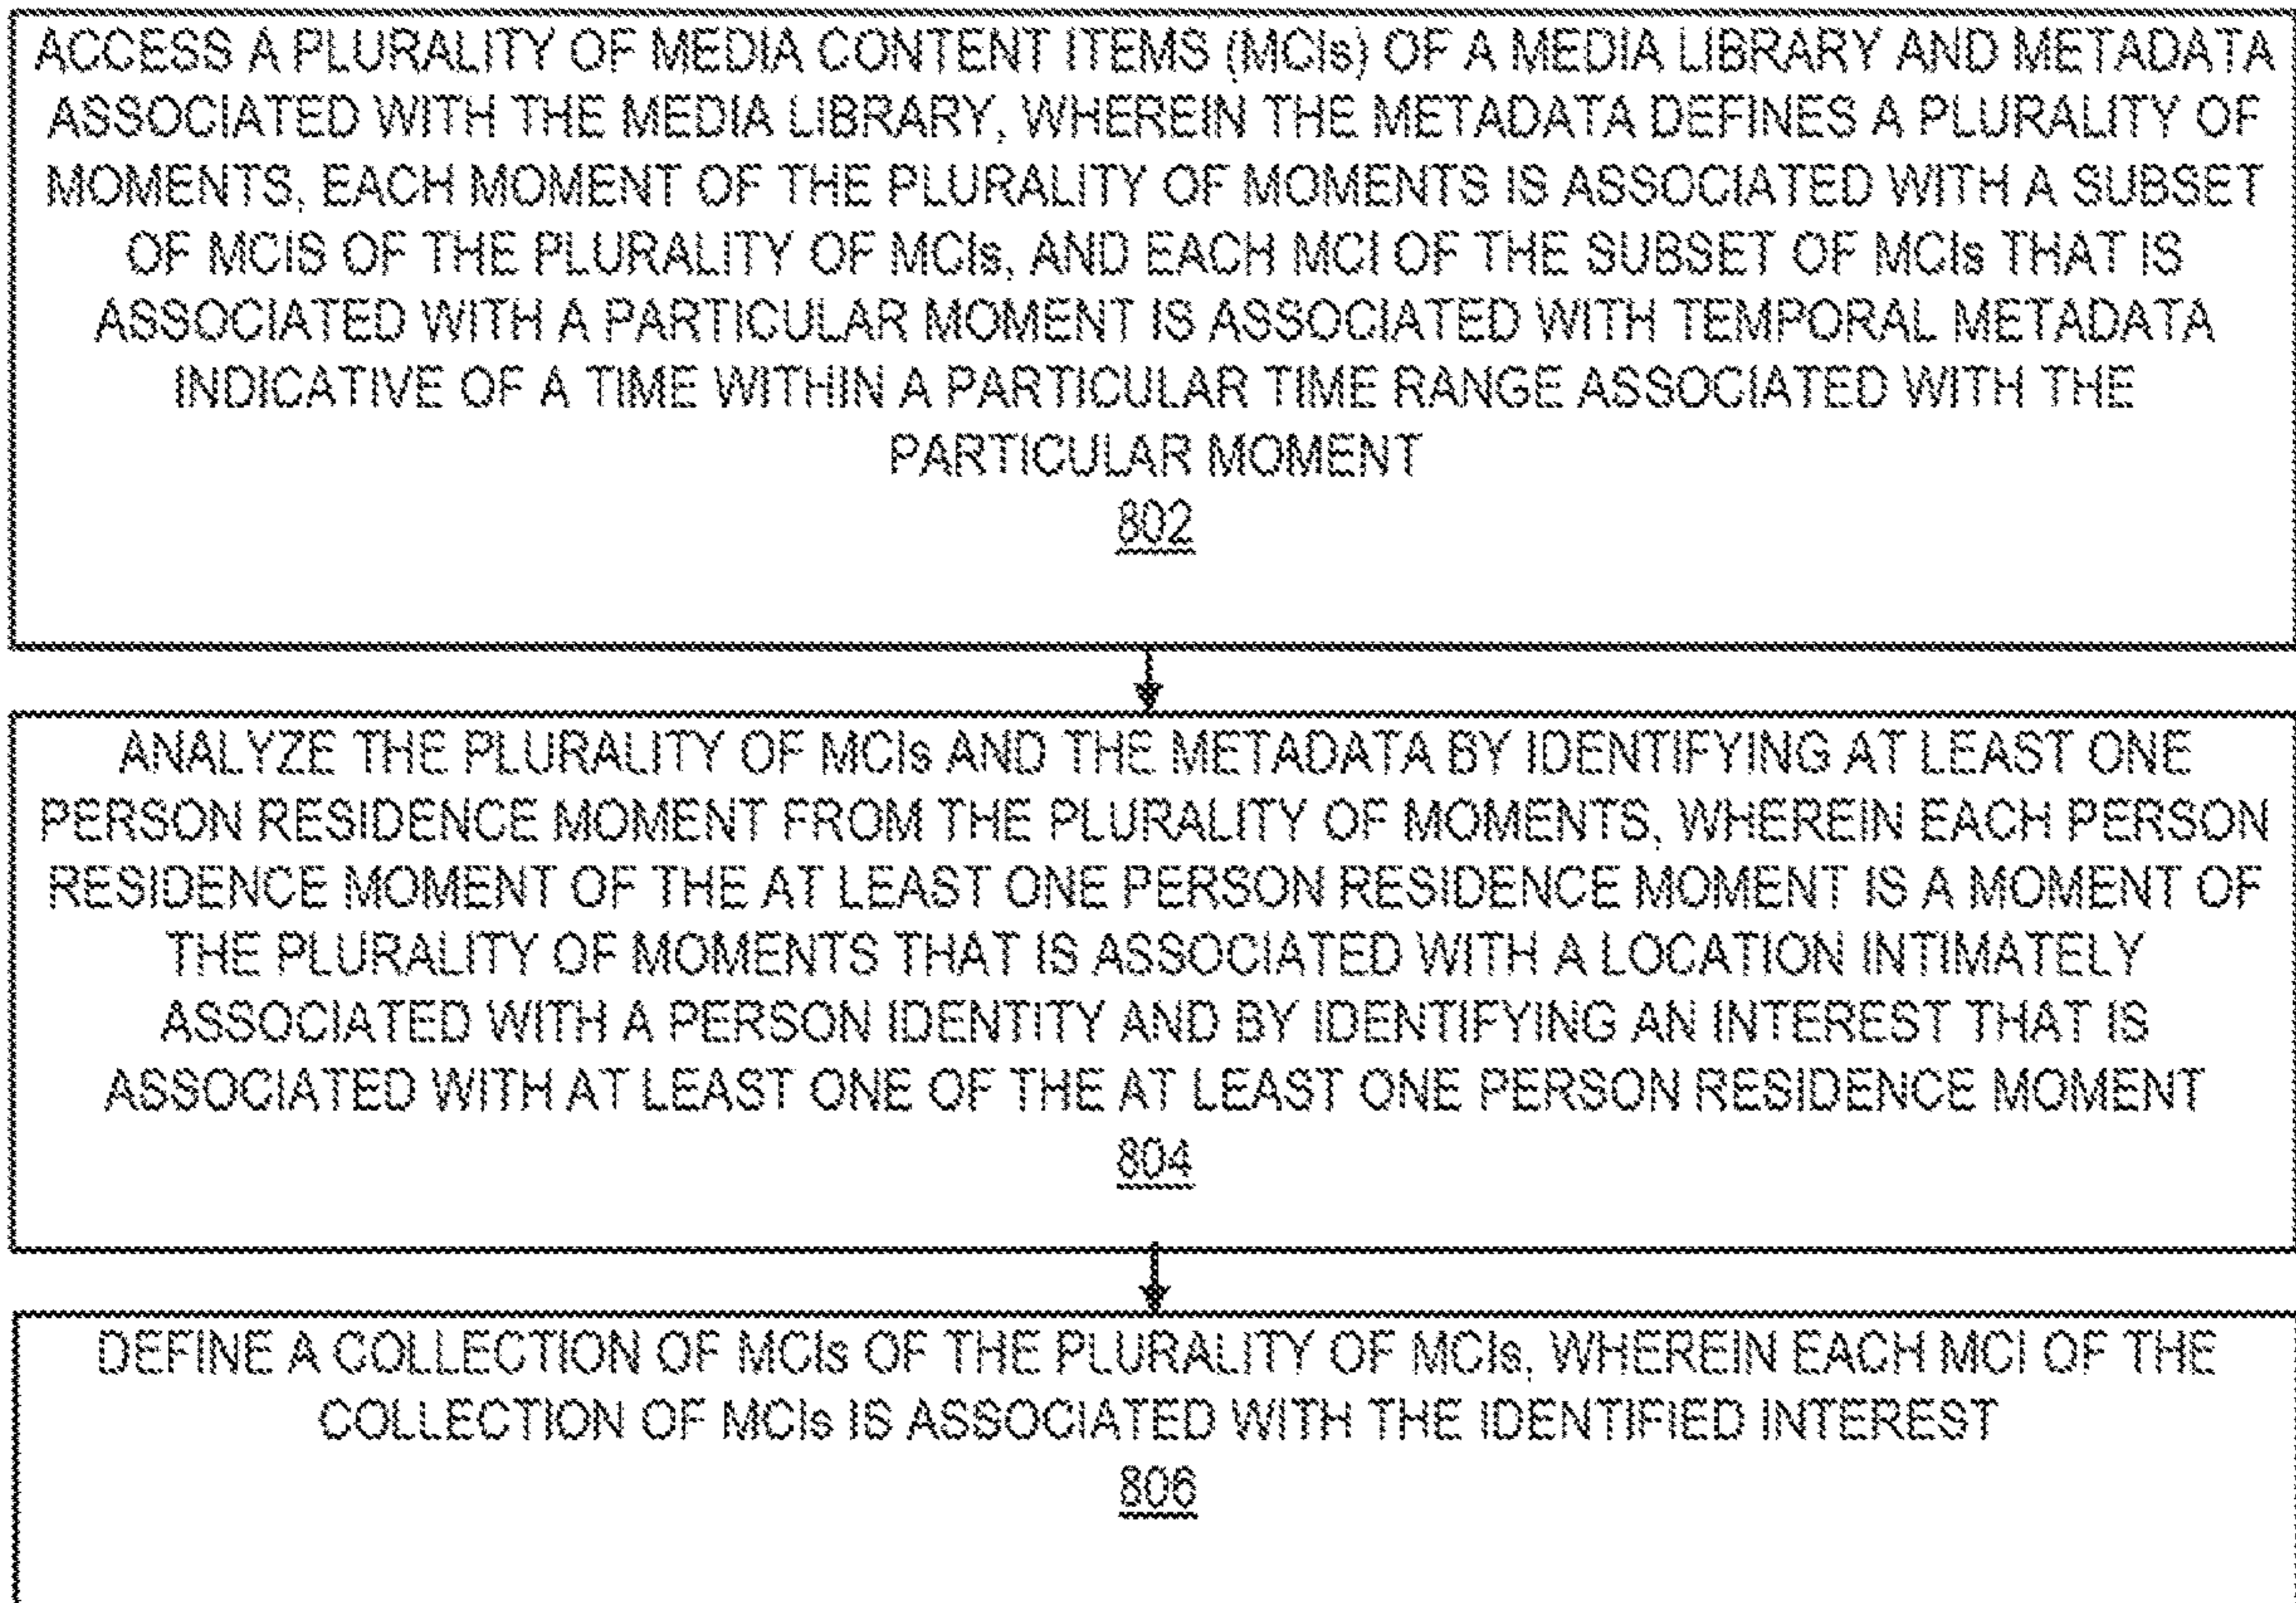 ACCESS A PLURALITY OF MEDIA CONTENT ITEMS (MCIs) OF A MEDIA LIBRARY AND METADATA
ASSOCIATED WITH THE MEDIA LIBRARY, WHEREIN THE METADATA DEFINES A PLURALITY OF
MOMENTS, EACH MOMENT OF THE PLURALITY OF MOMENTS IS ASSOCIATED WITH A SUBSET
OF MCIS OF THE PLURALITY OF MCIs, AND EACH MCI OF THE SUBSET OF MCIs THAT IS
ASSOCIATED WITH A PARTICULAR MOMENT IS ASSOCIATED WITH TEMPORAL METADATA
INDICATIVE OF A TIME WITHIN A PARTICULAR TIME RANGE ASSOCIATED WITH THE
PARTICULAR MOMENT
802
ANALYZE THE PLURALITY OF MCIs AND THE METADATA BY IDENTIFYING AT LEAST ONE
PERSON RESIDENCE MOMENT FROM THE PLURALITY OF MOMENTS, WHEREIN EACH PERSON
RESIDENCE MOMENT OF THE AT LEAST ONE PERSON RESIDENCE MOMENT IS A MOMENT OF
THE PLURALITY OF MOMENTS THAT IS ASSOCIATED WITH A LOCATION INTIMATELY
ASSOCIATED WITH A PERSON IDENTITY AND BY IDENTIFYING AN INTEREST THAT IS
ASSOCIATED WITH AT LEAST ONE OF THE AT LEAST ONE PERSON RESIDENCE MOMENT
804
DEFINE A COLLECTION OF MCIs OF THE PLURALITY OF MCIs, WHEREIN EACH MCI OF THE
COLLECTION OF MCIs IS ASSOCIATED WITH THE IDENTIFIED INTEREST
806